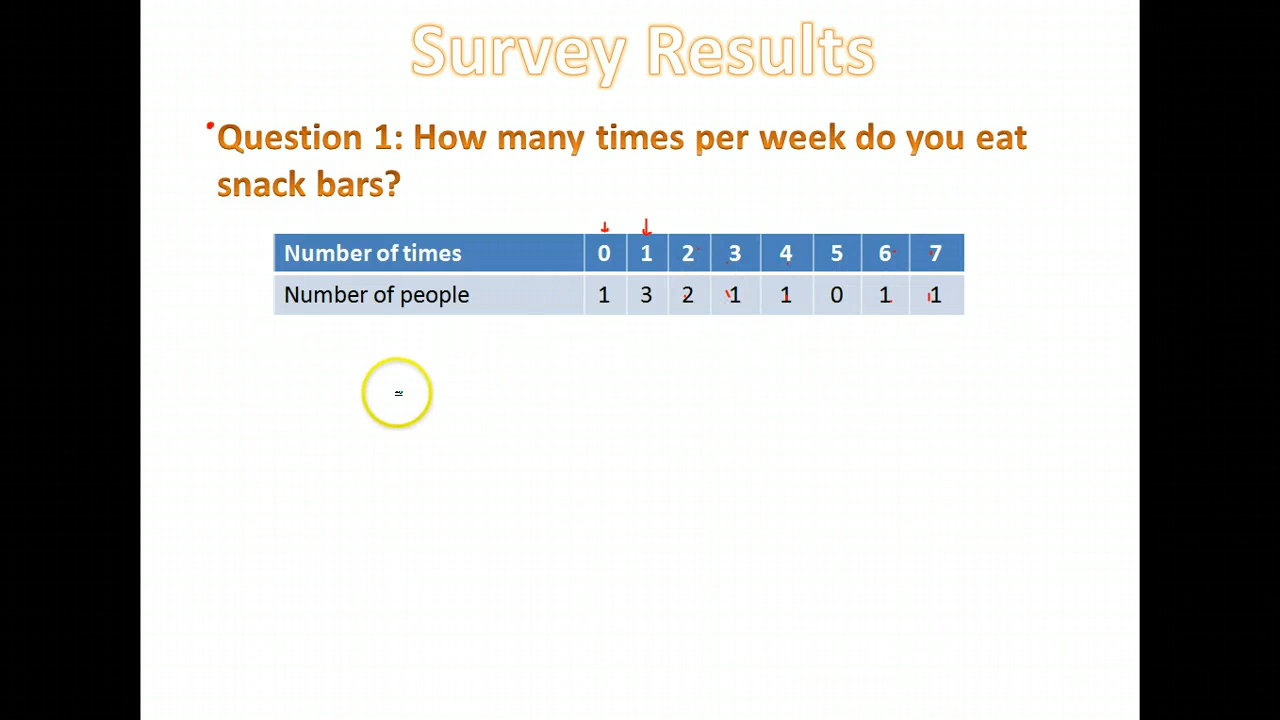 Survey Results
Question 1: How many times per week do you eat
snack bars?
Number of times 0 1 2 3 4 5 6 7
Number of people 1 3 2 1 1 0 1 1